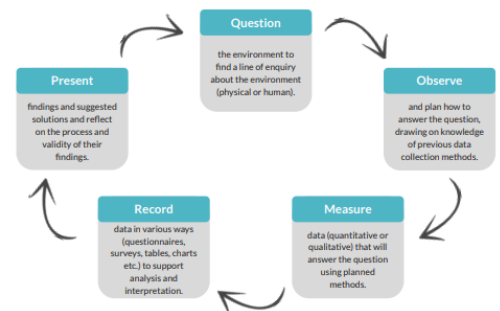 Question
the environment to
find a line of enquiry
about the environment
(physical or human).
Observe
and plan how to
answer the question,
drawing on knowledge
of previous data
collection methods.
Measure
data (quantitative or
qualitative) that will
answer the question
using planned
methods.
Record
data in various ways
(questionnaires,
surveys, tables, charts
etc.) to support
analysis and
interpretation.
Present
findings and suggested
solutions and reflect
on the process and
validity of their
findings.